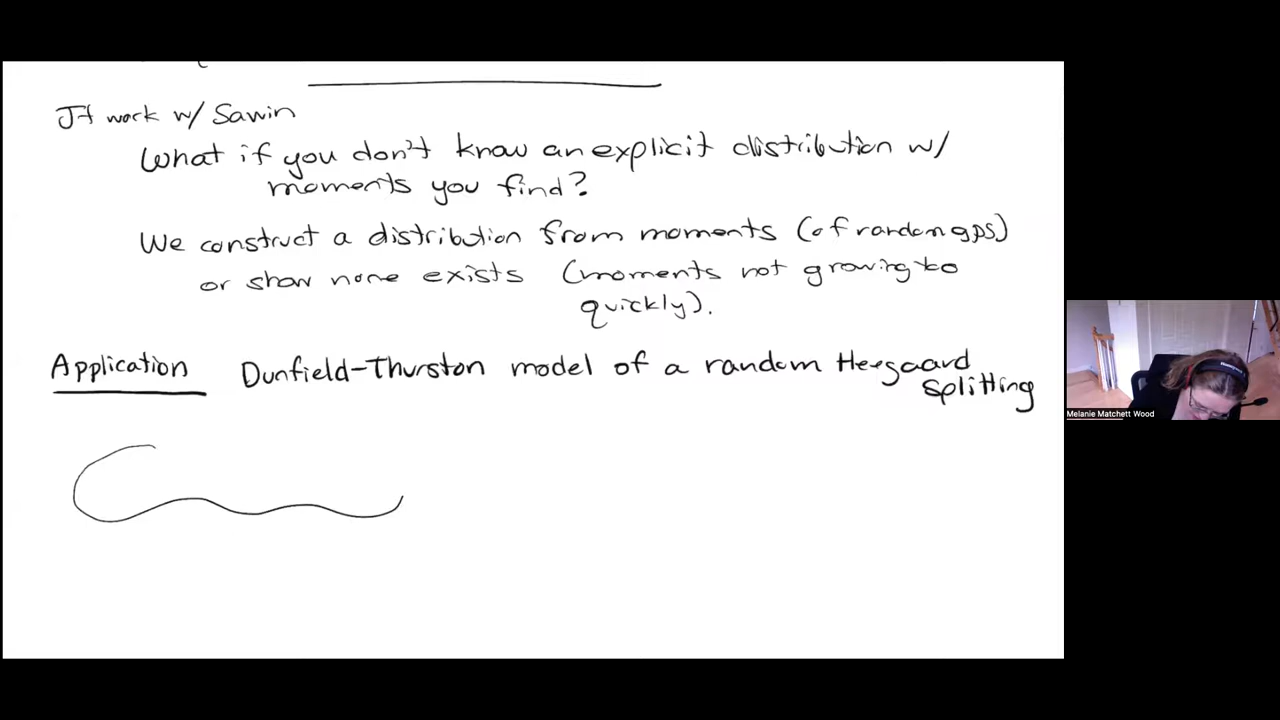 Jt work w/ Sawin
What if you don't know an explicit distribution w/
moments you find?
We construct a distribution from moments (of random gps)
or show none exists (moments not growing to
quickly).
Application Dunfield-Thurston model of a random Heegaard
splitting
Melanie Matchett Wood